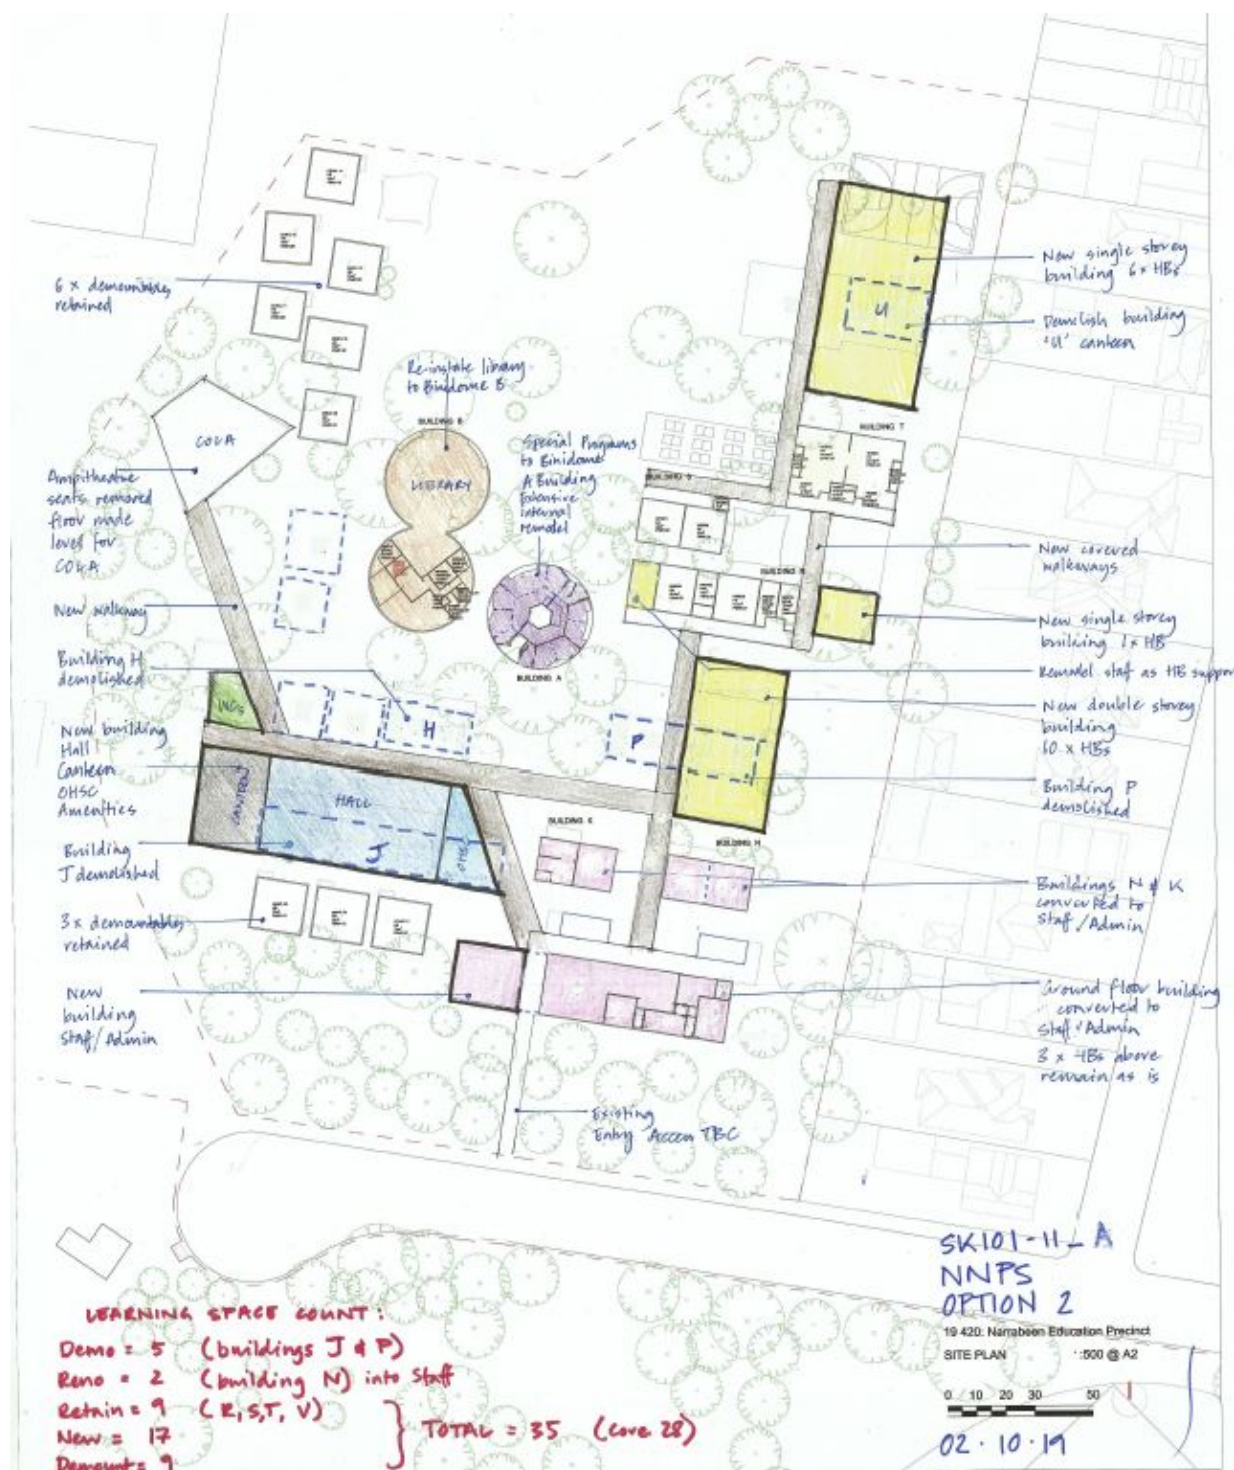 6 x demountables
retained
COLA
Ampitheatre
seats removed
floor made
level for
COLA
New walkway
Building H
demolished
New building
Hall
Canteen
OHSC
Amenities
Building
J demolished
3 x demountables
retained
New
building
Staff/Admin
Re-instate library
to Binidome B
BUILDING B
LIBRARY
Special Programs
to Binidome
A Building
Extensive
internal
remodel
BUILDING A
WCs
H
P
CANTEEN
HALL
J
OHSC
U
BUILDING T
BUILDING S
BUILDING R
BUILDING K
BUILDING N
New single storey
building 6 x HBs
Demolish building
'U' canteen
New covered
walkways
New single storey
building 1 x HB
Remodel staff as HB support
New double storey
building
10 x HBs
Building P
demolished
Buildings N & K
converted to
Staff/Admin
Ground floor building
converted to
Staff/Admin
3 x HBs above
remain as is
Existing
Entry Access TBC
LEARNING SPACE COUNT:
Demo = 5 (buildings J & P)
Reno = 2 (building N) into Staff
Retain = 9 (R,S,T, V)
New = 17
Demount = 9
TOTAL = 35 (core 28)
SK101-11_A
NNPS
OPTION 2
19 420: Narrabeen Education Precinct
SITE PLAN 1:500 @ A2
0 10 20 30 50
02.10.19